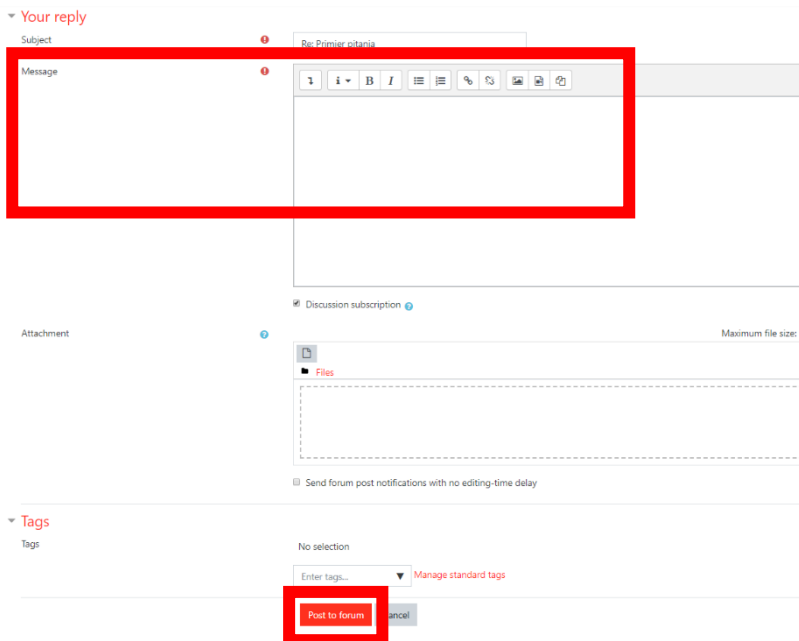 Your reply
Subject
Re: Primier pitania
Message
B I
Discussion subscription
Attachment
Maximum file size:
Files
Send forum post notifications with no editing-time delay
Tags
Tags
No selection
Enter tags...
Manage standard tags
Post to forum
ancel